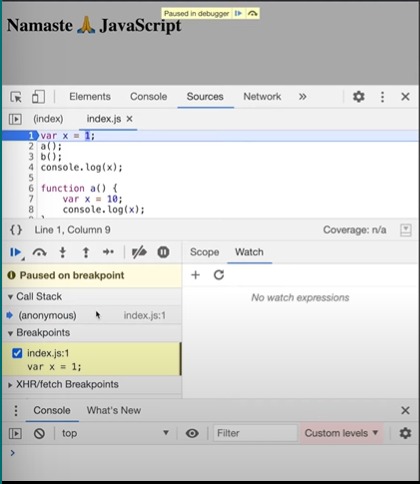 Paused in debugger
Namaste 🙏 JavaScript
Elements Console Sources Network »
(index) index.js ×
1 var x = 1;
2 a();
3 b();
4 console.log(x);
5
6 function a() {
7 var x = 10;
8 console.log(x);
{} Line 1, Column 9 Coverage: n/a
Scope Watch
Paused on breakpoint
Call Stack
No watch expressions
(anonymous) index.js:1
Breakpoints
index.js:1
var x = 1;
XHR/fetch Breakpoints
Console What's New
top Filter Custom levels